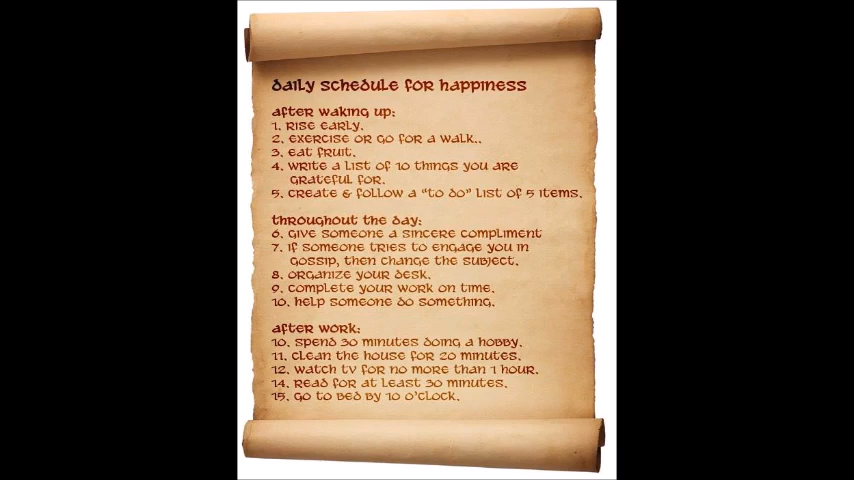 daily schedule for happiness
after waking up:
1. rise early.
2. exercise or go for a walk..
3. eat fruit.
4. write a list of 10 things you are
grateful for.
5. create & follow a "to do" list of 5 items.
throughout the day:
6. give someone a sincere compliment
7. if someone tries to engage you in
gossip, then change the subject.
8. organize your desk.
9. complete your work on time.
10. help someone do something.
after work:
10. spend 30 minutes doing a hobby.
11. clean the house for 20 minutes.
12. watch tv for no more than 1 hour.
14. read for at least 30 minutes.
15. go to bed by 10 o'clock.